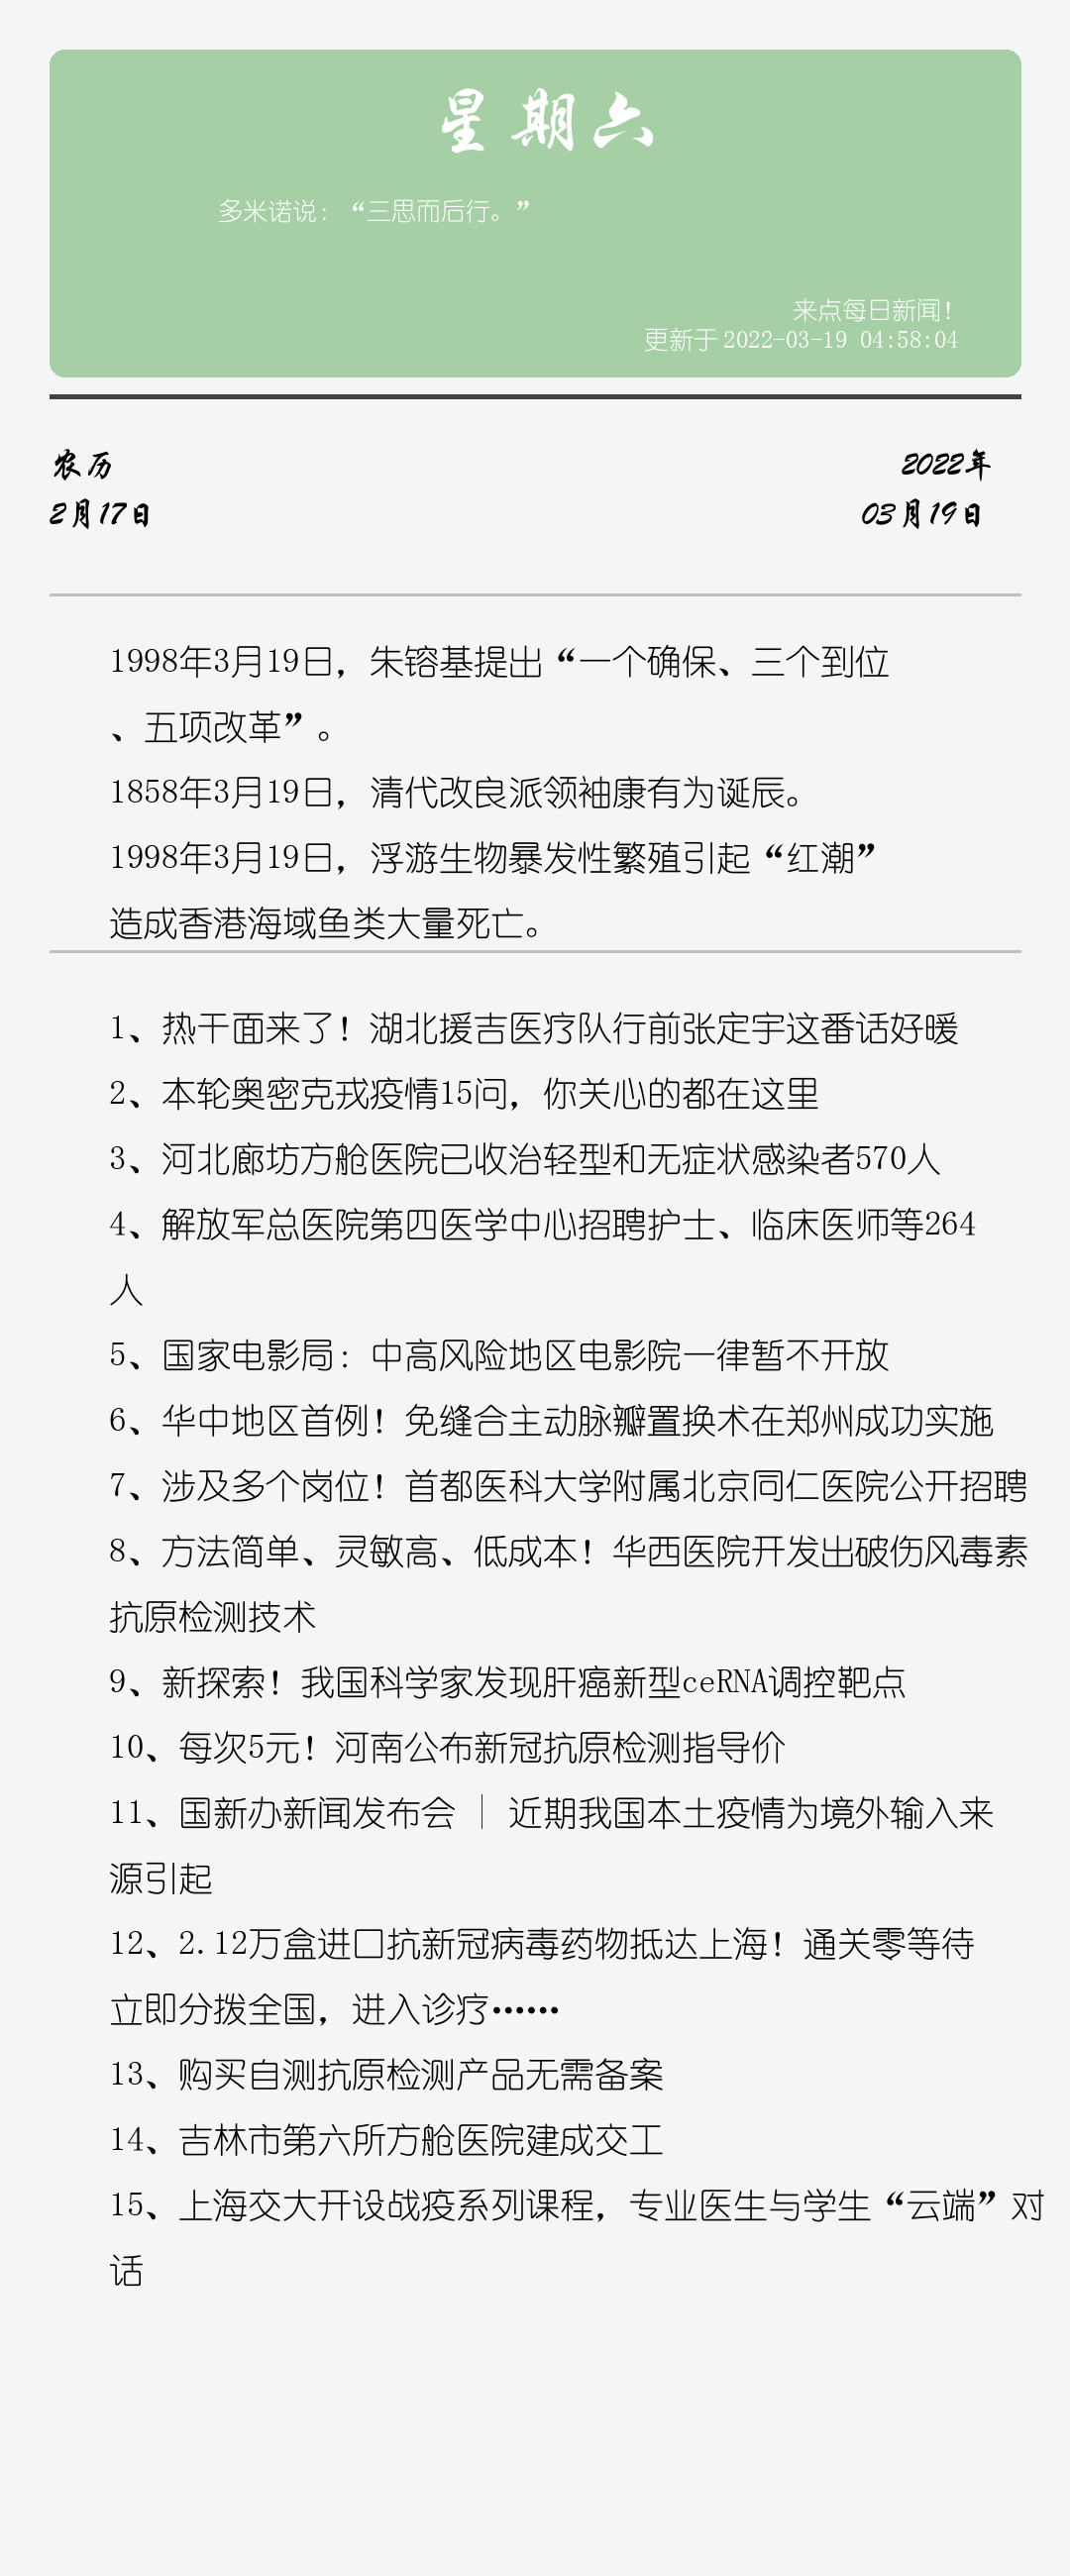 星期六
多米诺说：“三思而后行。”
来点每日新闻！
更新于 2022-03-19 04:58:04
农历
2022年
2月17日
03月19日
1998年3月19日，朱镕基提出“一个确保、三个到位
、五项改革”。
1858年3月19日，清代改良派领袖康有为诞辰。
1998年3月19日，浮游生物暴发性繁殖引起“红潮”
造成香港海域鱼类大量死亡。
1、热干面来了！湖北援吉医疗队行前张定宇这番话好暖
2、本轮奥密克戎疫情15问，你关心的都在这里
3、河北廊坊方舱医院已收治轻型和无症状感染者570人
4、解放军总医院第四医学中心招聘护士、临床医师等264
人
5、国家电影局：中高风险地区电影院一律暂不开放
6、华中地区首例！免缝合主动脉瓣置换术在郑州成功实施
7、涉及多个岗位！首都医科大学附属北京同仁医院公开招聘
8、方法简单、灵敏高、低成本！华西医院开发出破伤风毒素
抗原检测技术
9、新探索！我国科学家发现肝癌新型ceRNA调控靶点
10、每次5元！河南公布新冠抗原检测指导价
11、国新办新闻发布会 ｜ 近期我国本土疫情为境外输入来
源引起
12、2.12万盒进口抗新冠病毒药物抵达上海！通关零等待
立即分拨全国，进入诊疗……
13、购买自测抗原检测产品无需备案
14、吉林市第六所方舱医院建成交工
15、上海交大开设战疫系列课程，专业医生与学生“云端”对
话